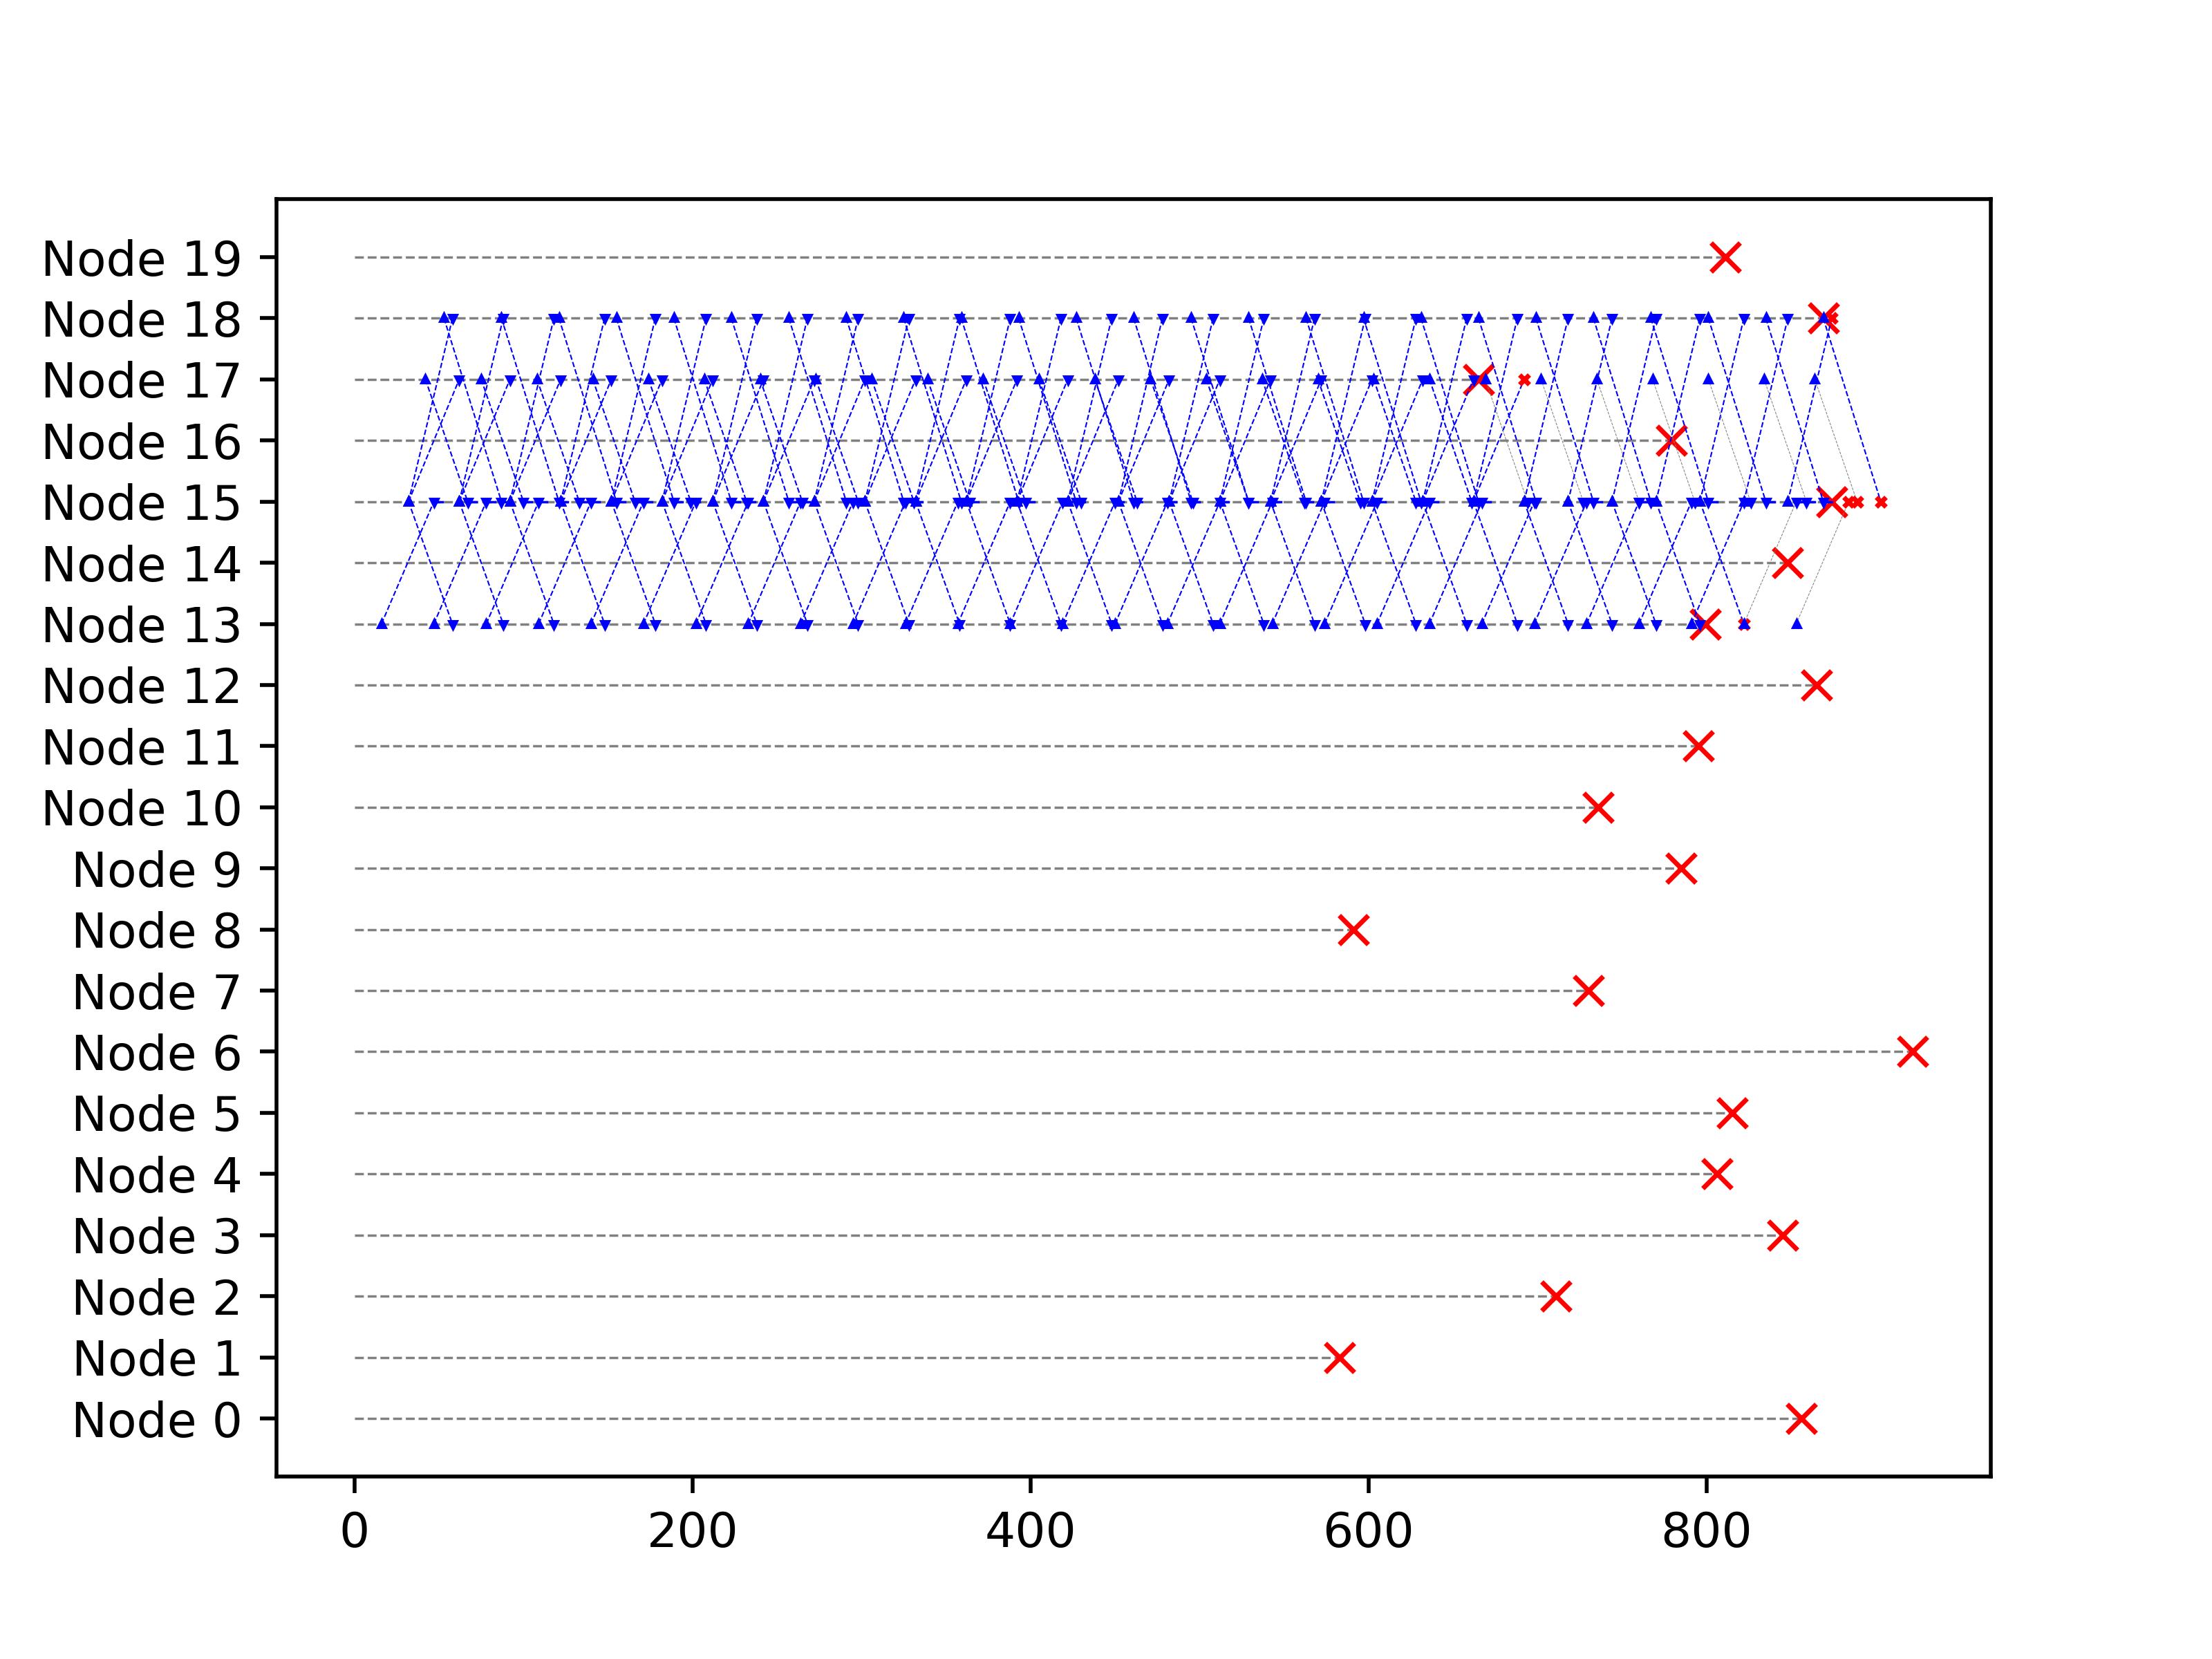 Node 19
Node 18
Node 17
Node 16
Node 15
Node 14
Node 13
Node 12
Node 11
Node 10
Node 9
Node 8
Node 7
Node 6
Node 5
Node 4
Node 3
Node 2
Node 1
Node 0
0 200 400 600 800